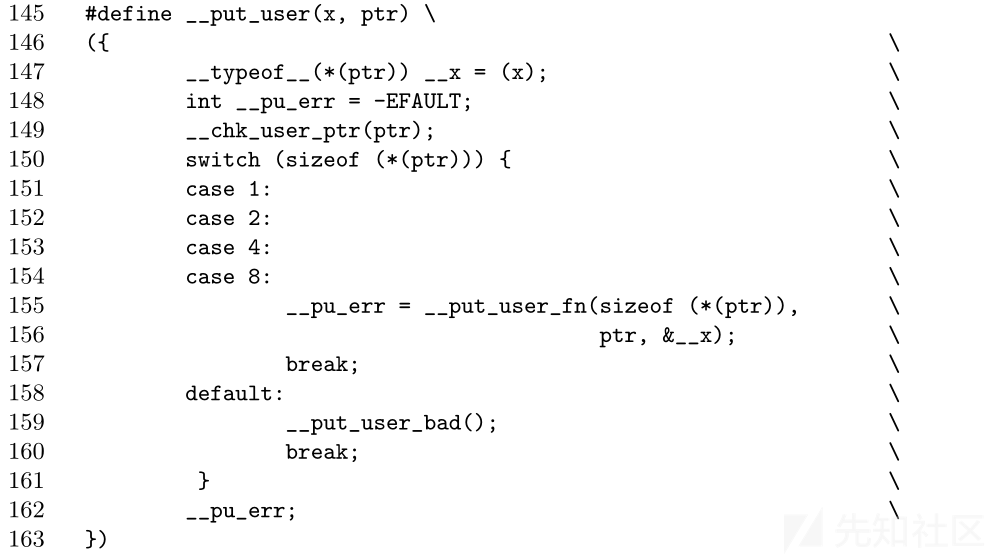 145 #define __put_user(x, ptr) \
146 ({ \
147 __typeof__(*(ptr)) __x = (x); \
148 int __pu_err = -EFAULT; \
149 __chk_user_ptr(ptr); \
150 switch (sizeof (*(ptr))) { \
151 case 1: \
152 case 2: \
153 case 4: \
154 case 8: \
155 __pu_err = __put_user_fn(sizeof (*(ptr)), \
156 ptr, &__x); \
157 break; \
158 default: \
159 __put_user_bad(); \
160 break; \
161 } \
162 __pu_err; \
163 })
先知社区